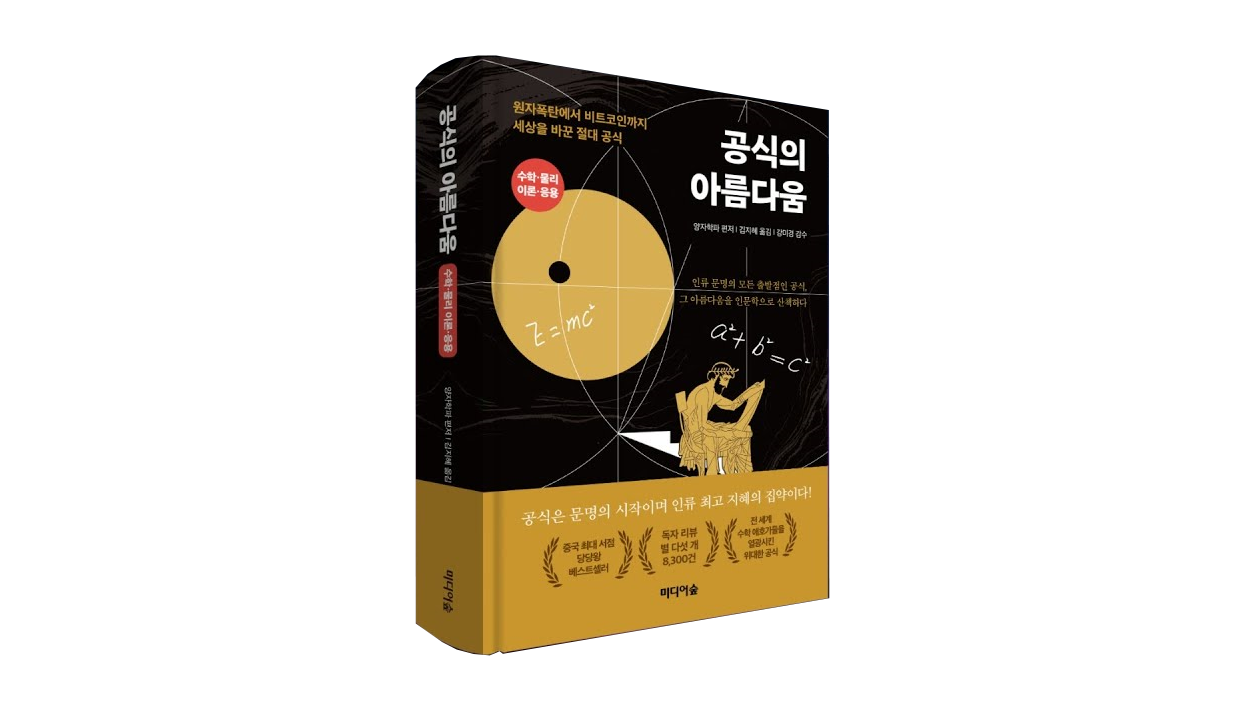 공식의 아름다움
수학·물리 이론·응용
양자학파 편저 | 김지혜 옮김
미디어숲
원자폭탄에서 비트코인까지
세상을 바꾼 절대 공식
수학·물리
이론·응용
공식의
아름다움
양자학파 편저 | 김지혜 옮김 | 강미경 감수
인류 문명의 모든 출발점인 공식,
그 아름다움을 인문학으로 산책하다
E = mc²
a² + b² = c²
공식은 문명의 시작이며 인류 최고 지혜의 집약이다!
중국 최대 서점
당당왕
베스트셀러
독자 리뷰
별 다섯 개
8,300건
전 세계
수학 애호가들을
열광시킨
위대한 공식
미디어숲